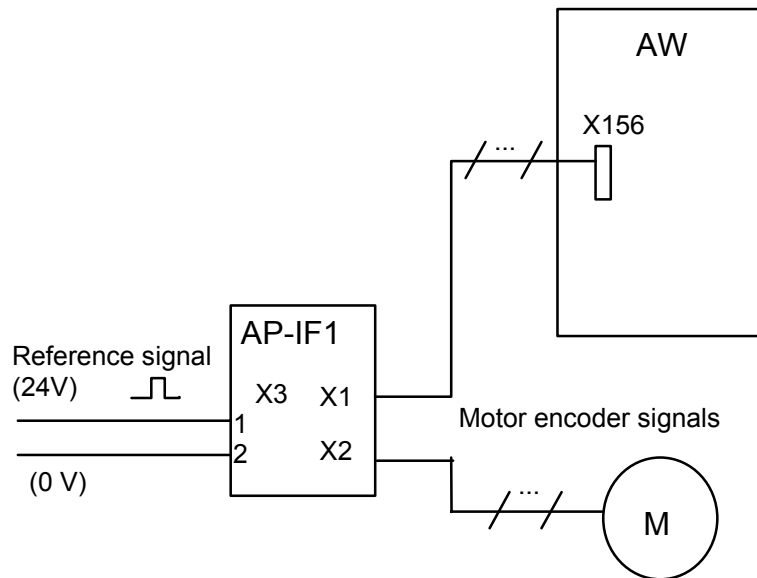 AW
X156
...
AP-IF1
Reference signal
(24V)
X3
X1
1
Motor encoder signals
2
X2
(0 V)
...
M